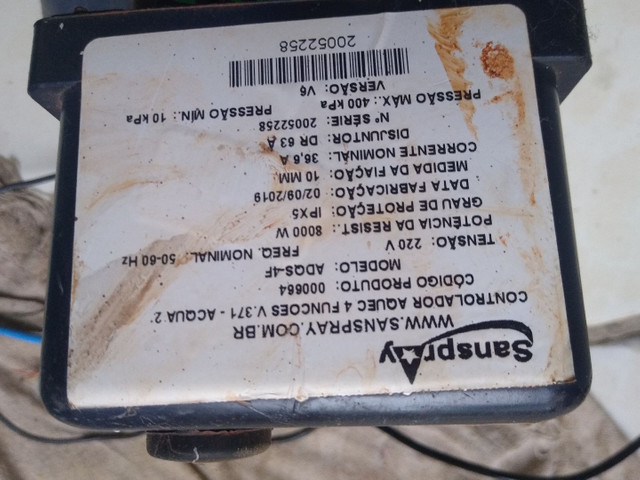 Sanspray
WWW.SANSPRAY.COM.BR
CONTROLADOR AQUEC 4 FUNCOES V.371 - ACQUA 2
CÓDIGO PRODUTO: 000664
MODELO: ADQS-4F
TENSÃO: 220 V FREQ. NOMINAL: 50-60 Hz
POTÊNCIA DA RESIST.: 8000 W
GRAU DE PROTEÇÃO: IPX5
DATA FABRICAÇÃO: 02/09/2019
MEDIDA DA FIAÇÃO: 10 MM.
CORRENTE NOMINAL: 36,6 A
DISJUNTOR: DR 63 A
Nº SÉRIE: 20052258
PRESSÃO MÁX.: 400 kPa PRESSÃO MÍN.: 10 kPa
VERSÃO: V6
20052258